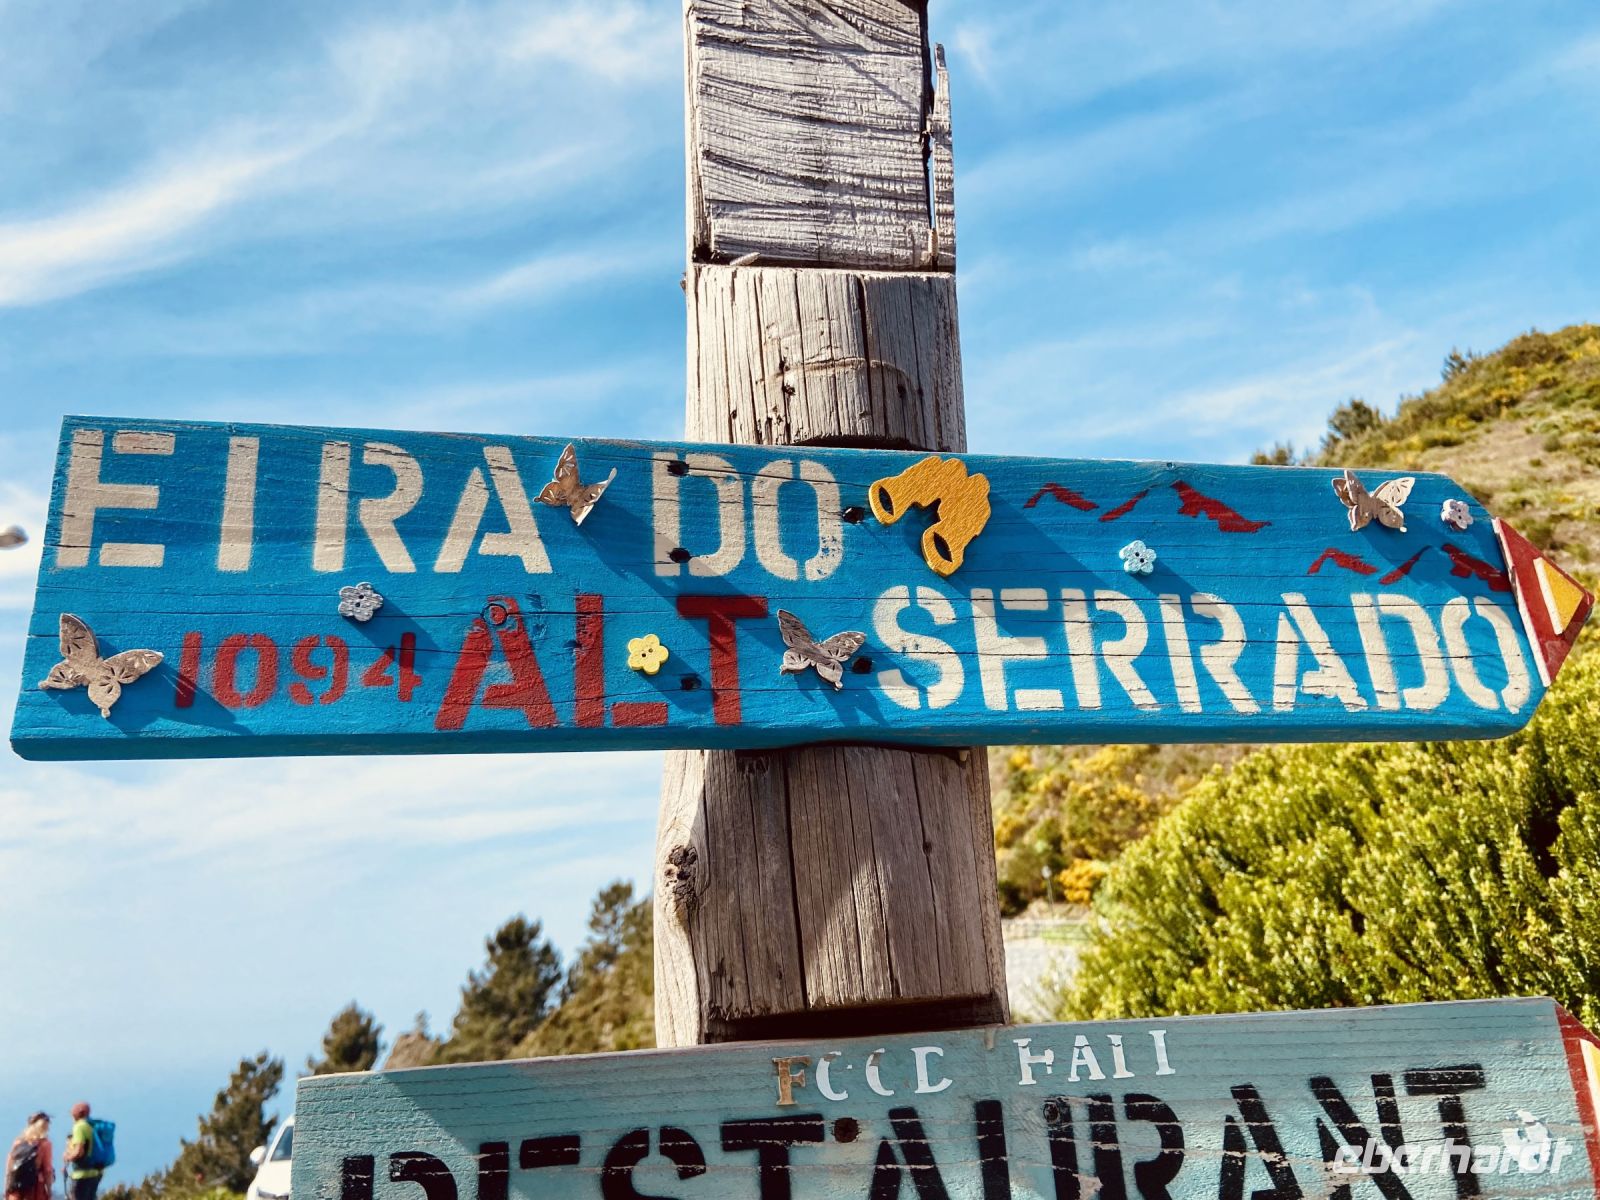 EIRA DO
1094 ALT SERRADO
FOOD HALL
RESTAURANT
eberhardt